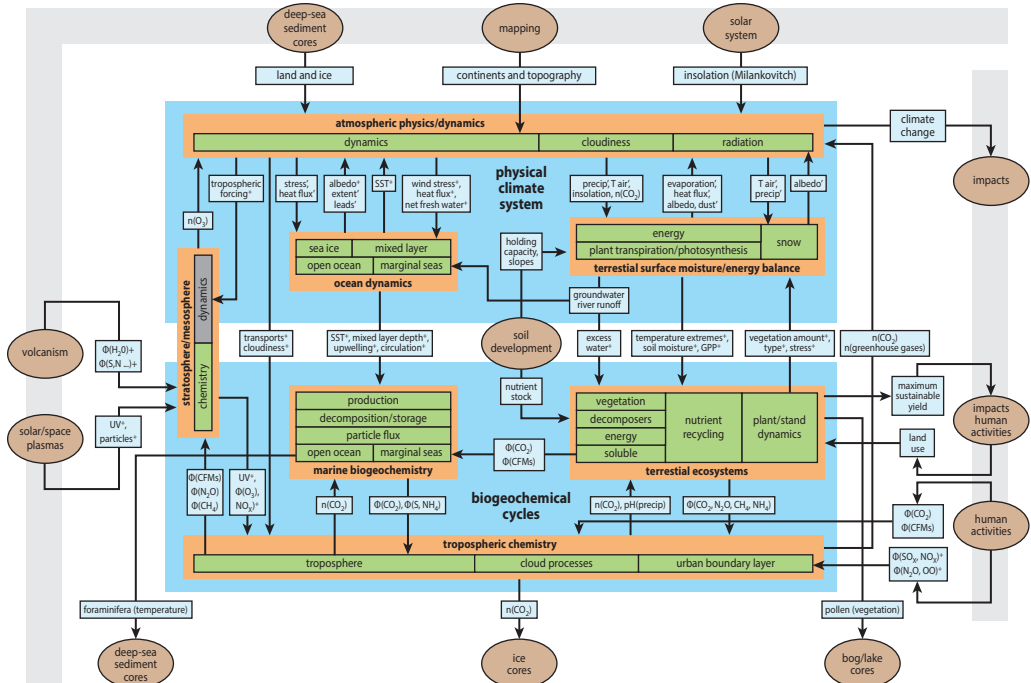 deep-sea
sediment
cores
mapping
solar
system
land and ice
continents and topography
insolation (Milankovitch)
atmospheric physics/dynamics
dynamics
cloudiness
radiation
climate
change
impacts
physical
climate
system
n(O₃)
tropospheric
forcing⁺
stress′,
heat flux′
albedo⁺
extent′
leads′
SST⁺
wind stress⁺,
heat flux⁺,
net fresh water⁺
precip′, T air′,
insolation, n(CO₂)
evaporation′,
heat flux′,
albedo, dust′
T air′,
precip′
albedo′
sea ice
mixed layer
open ocean
marginal seas
ocean dynamics
holding
capacity,
slopes
energy
plant transpiration/photosynthesis
snow
terrestrial surface moisture/energy balance
groundwater
river runoff
stratosphere/mesosphere
dynamics
chemistry
volcanism
Φ(H₂0)+
Φ(S,N ...)+
solar/space
plasmas
UV⁺,
particles⁺
transports⁺
cloudiness⁺
SST⁺, mixed layer depth⁺,
upwelling⁺, circulation⁺
soil
development
excess
water⁺
temperature extremes⁺,
soil moisture⁺, GPP⁺
vegetation amount⁺,
type⁺, stress⁺
n(CO₂)
n(greenhouse gases)
nutrient
stock
maximum
sustainable
yield
impacts
human
activities
land
use
production
decomposition/storage
particle flux
open ocean
marginal seas
marine biogeochemistry
Φ(CO₂)
Φ(CFMs)
vegetation
decomposers
energy
soluble
nutrient
recycling
plant/stand
dynamics
terrestial ecosystems
biogeochemical
cycles
Φ(CFMs)
Φ(N₂O)
Φ(CH₄)
UV⁺,
Φ(O₃),
NOₓ)⁺
n(CO₂)
Φ(CO₂), Φ(S, NH₄)
n(CO₂), pH(precip)
Φ(CO₂, N₂O, CH₄, NH₄)
Φ(CO₂)
Φ(CFMs)
human
activities
Φ(SOₓ, NOₓ)⁺
Φ(N₂O, OO)⁺
tropospheric chemistry
troposphere
cloud processes
urban boundary layer
foraminifera (temperature)
n(CO₂)
pollen (vegetation)
deep-sea
sediment
cores
ice
cores
bog/lake
cores